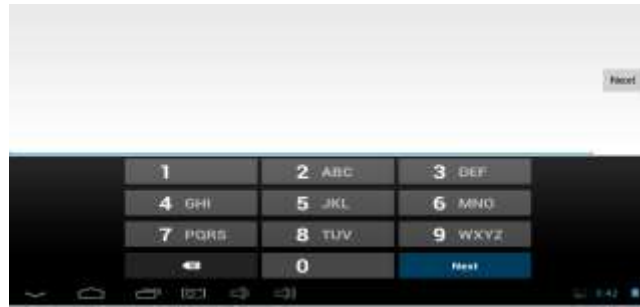 Next
1 2 ABC 3 DEF
4 GHI 5 JKL 6 MNO
7 PQRS 8 TUV 9 WXYZ
0 Next